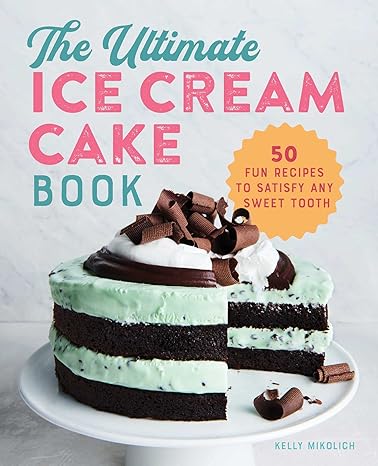 The Ultimate
ICE CREAM
CAKE
BOOK
50
FUN RECIPES
TO SATISFY ANY
SWEET TOOTH
KELLY MIKOLICH